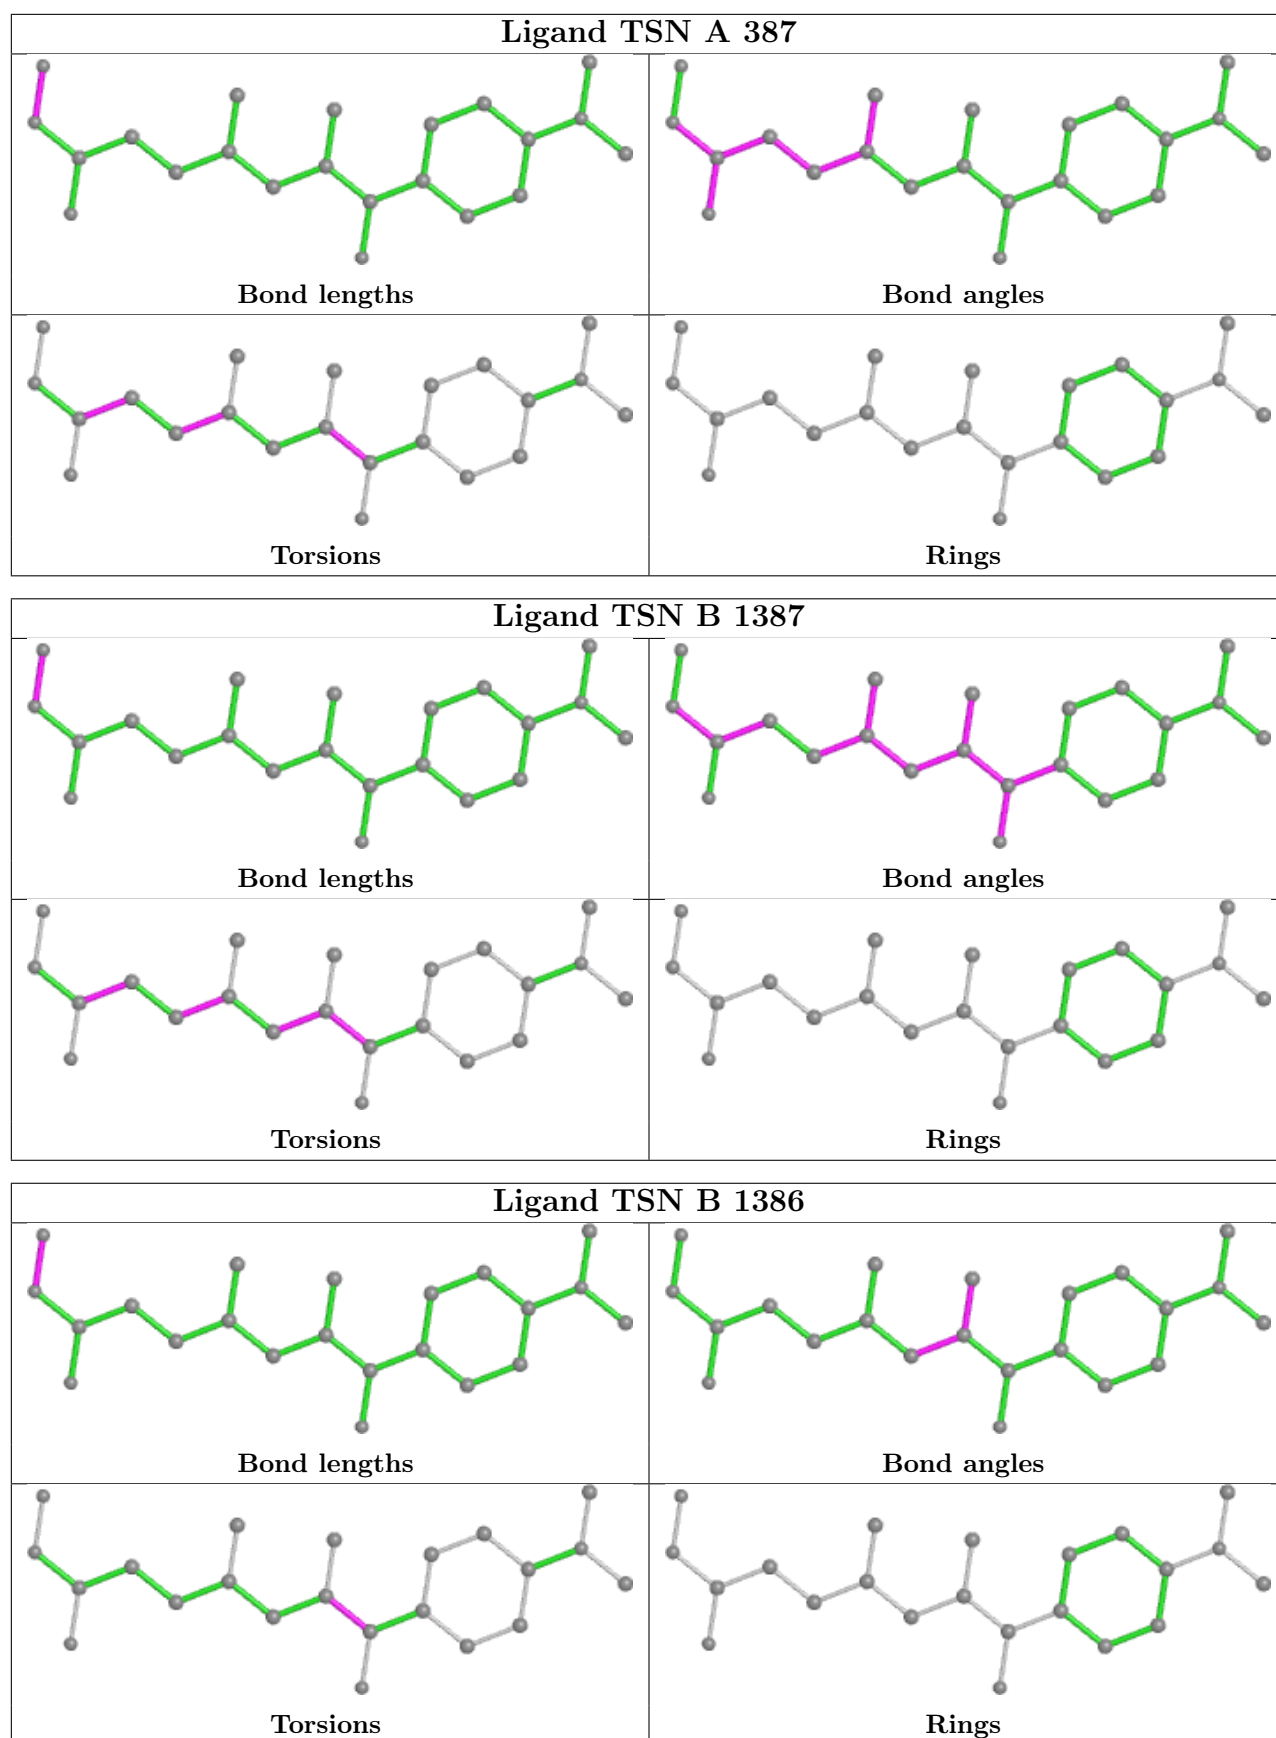 Ligand TSN A 387
Bond lengths
Bond angles
Torsions
Rings
Ligand TSN B 1387
Bond lengths
Bond angles
Torsions
Rings
Ligand TSN B 1386
Bond lengths
Bond angles
Torsions
Rings